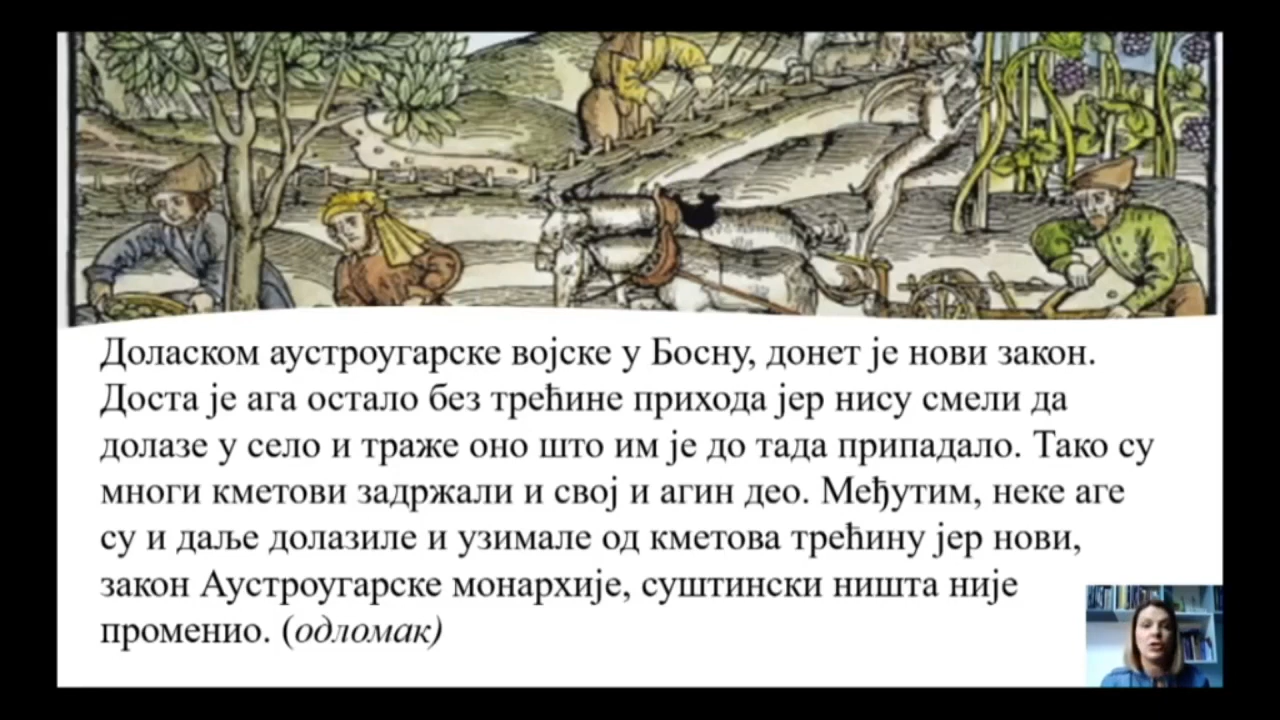 Доласком аустроугарске војске у Босну, донет је нови закон.
Доста је ага остало без трећине прихода јер нису смели да
долазе у село и траже оно што им је до тада припадало. Тако су
многи кметови задржали и свој и агин део. Међутим, неке аге
су и даље долазиле и узимале од кметова трећину јер нови,
закон Аустроугарске монархије, суштински ништа није
променио. (одломак)